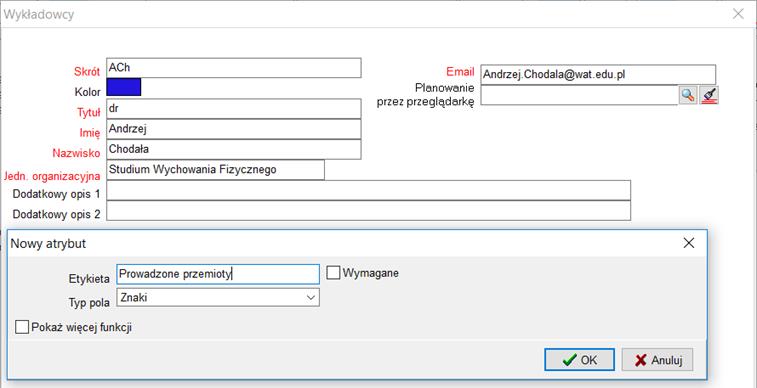 Wykładowcy
Skrót ACh
Email Andrzej.Chodala@wat.edu.pl
Kolor
Planowanie
przez przeglądarkę
Tytuł dr
Imię Andrzej
Nazwisko Chodała
Jedn. organizacyjna Studium Wychowania Fizycznego
Dodatkowy opis 1
Dodatkowy opis 2
Nowy atrybut
Etykieta Prowadzone przemioty Wymagane
Typ pola Znaki
Pokaż więcej funkcji
OK Anuluj